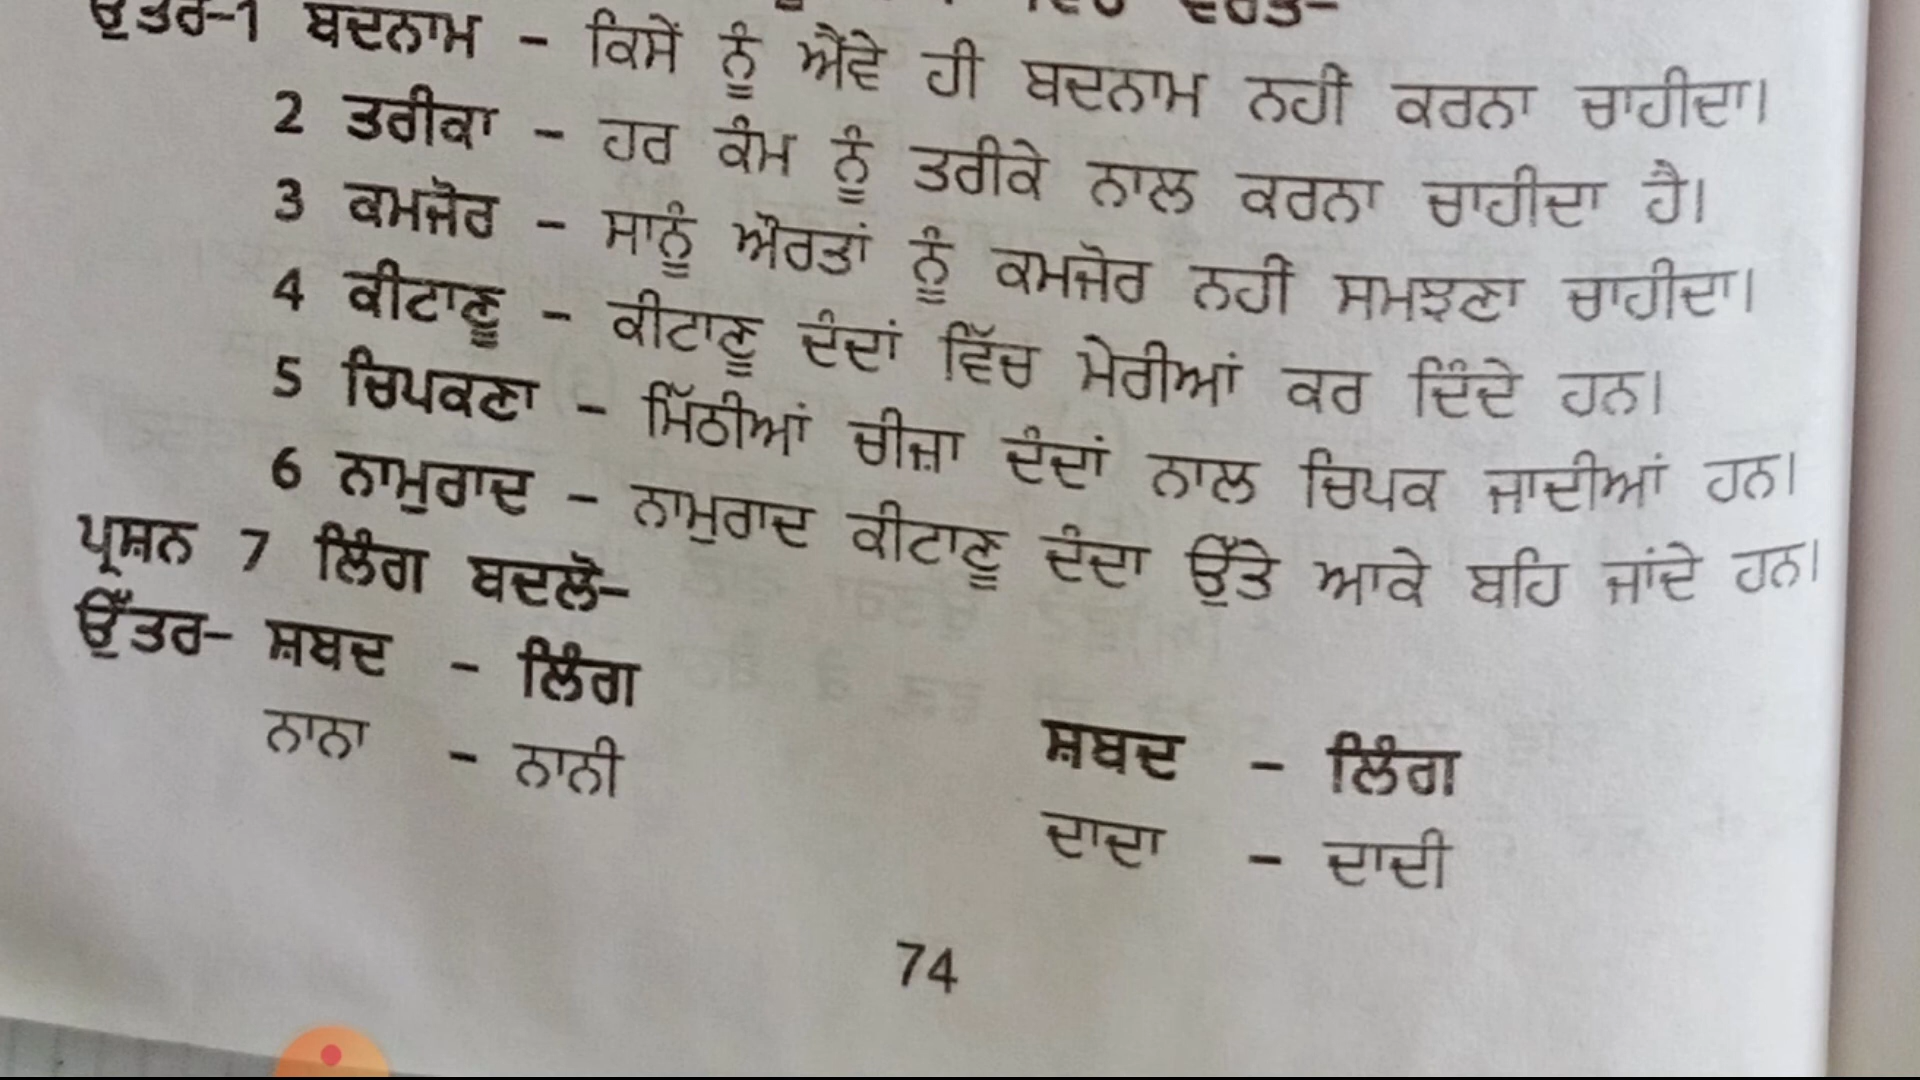 ਉੱਤਰ-1 ਬਦਨਾਮ - ਕਿਸੇਂ ਨੂੰ ਐਂਵੇ ਹੀ ਬਦਨਾਮ ਨਹੀਂ ਕਰਨਾ ਚਾਹੀਦਾ।
2 ਤਰੀਕਾ - ਹਰ ਕੰਮ ਨੂੰ ਤਰੀਕੇ ਨਾਲ ਕਰਨਾ ਚਾਹੀਦਾ ਹੈ।
3 ਕਮਜੋਰ - ਸਾਨੂੰ ਔਰਤਾਂ ਨੂੰ ਕਮਜੋਰ ਨਹੀਂ ਸਮਝਣਾ ਚਾਹੀਦਾ।
4 ਕੀਟਾਣੂ - ਕੀਟਾਣੂ ਦੰਦਾਂ ਵਿੱਚ ਮੋਰੀਆਂ ਕਰ ਦਿੰਦੇ ਹਨ।
5 ਚਿਪਕਣਾ - ਮਿੱਠੀਆਂ ਚੀਜ਼ਾ ਦੰਦਾਂ ਨਾਲ ਚਿਪਕ ਜਾਦੀਆਂ ਹਨ।
6 ਨਾਮੁਰਾਦ - ਨਾਮੁਰਾਦ ਕੀਟਾਣੂ ਦੰਦਾ ਉੱਤੇ ਆਕੇ ਬਹਿ ਜਾਂਦੇ ਹਨ।
ਪ੍ਰਸ਼ਨ 7 ਲਿੰਗ ਬਦਲੋ-
ਉੱਤਰ- ਸ਼ਬਦ - ਲਿੰਗ
ਨਾਨਾ - ਨਾਨੀ
ਸ਼ਬਦ - ਲਿੰਗ
ਦਾਦਾ - ਦਾਦੀ
74